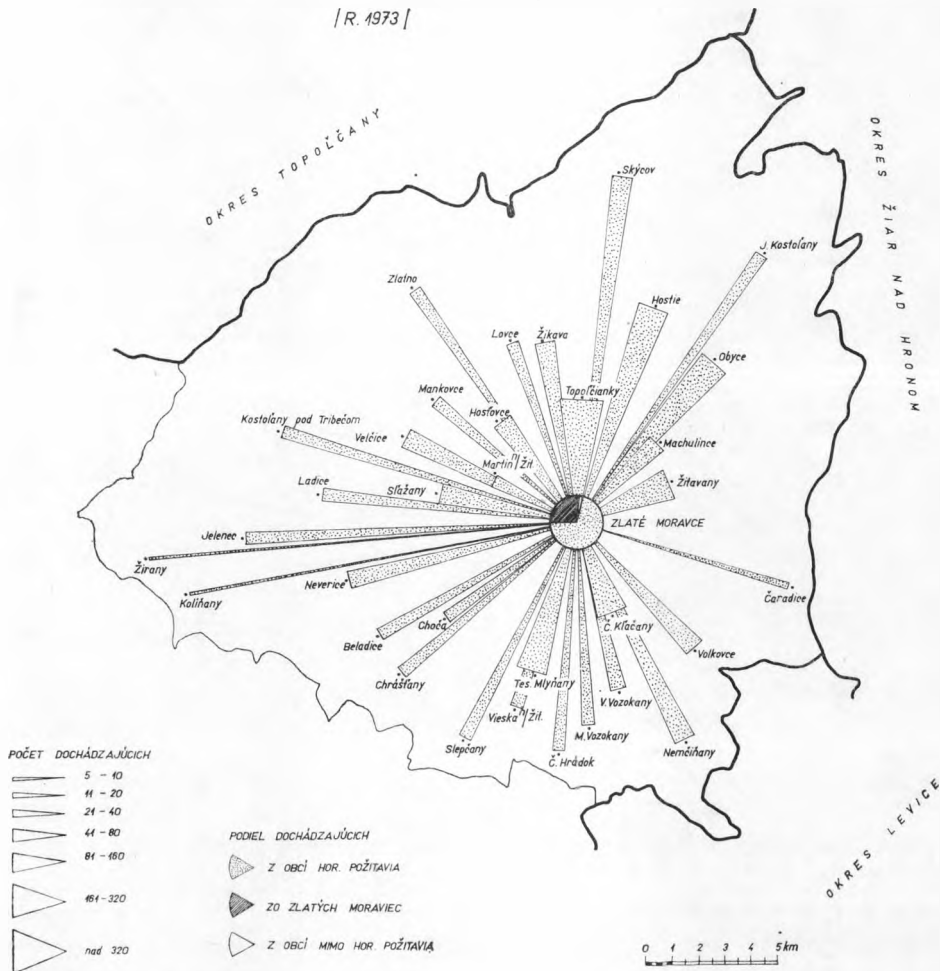 / R. 1973 /
OKRES TOPOĽČANY
OKRES ŽIAR NAD HRONOM
Skýcov
J. Kostoľany
Zlatno
Hostie
Lovce
Žikava
Obyce
Mankovce
Topoľčianky
Hosťovce
Kostoľany pod Tribečom
Velčice
Machulince
Martin n/Žit.
Ladice
Sľažany
Žitavany
Jelenec
ZLATÉ MORAVCE
Žirany
Neverice
Kolíňany
Čaradice
Choča
Č. Kľačany
Beladice
Volkovce
Chrášťany
Tes. Mlyňany
V. Vozokany
Vieska n/Žit.
M. Vozokany
Slepčany
Č. Hrádok
Nemčiňany
OKRES LEVICE
POČET DOCHÁDZAJÚCICH
5 - 10
11 - 20
21 - 40
41 - 80
81 - 160
161 - 320
nad 320
PODIEL DOCHÁDZAJÚCICH
Z OBCÍ HOR. POŽITAVIA
ZO ZLATÝCH MORAVIEC
Z OBCÍ MIMO HOR. POŽITAVIA
0 1 2 3 4 5 km